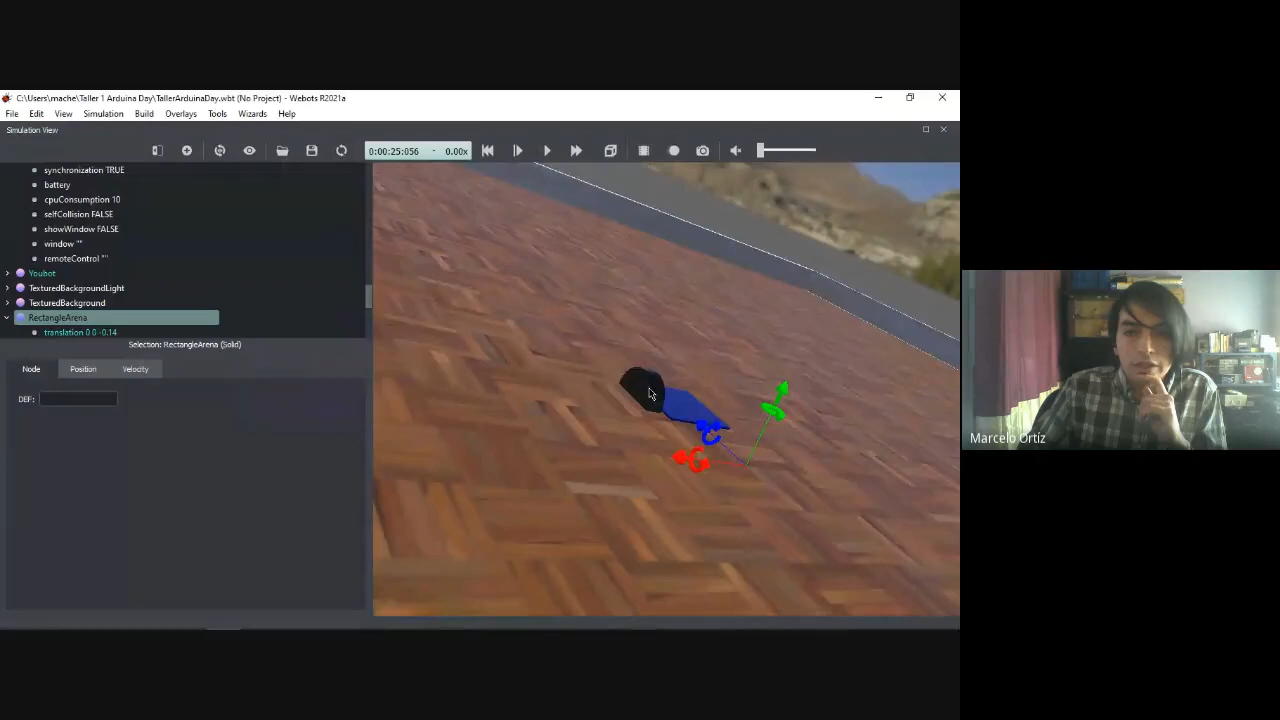 C:\Users\mache\Taller 1 Arduina Day\TallerArduinaDay.wbt (No Project) - Webots R2021a
File Edit View Simulation Build Overlays Tools Wizards Help
Simulation View
0:00:25:056 - 0.00x
synchronization TRUE
battery
cpuConsumption 10
selfCollision FALSE
showWindow FALSE
window ""
remoteControl ""
Youbot
TexturedBackgroundLight
TexturedBackground
RectangleArena
translation 0 0 -0.14
Selection: RectangleArena (Solid)
Node Position Velocity
DEF:
Marcelo Ortíz